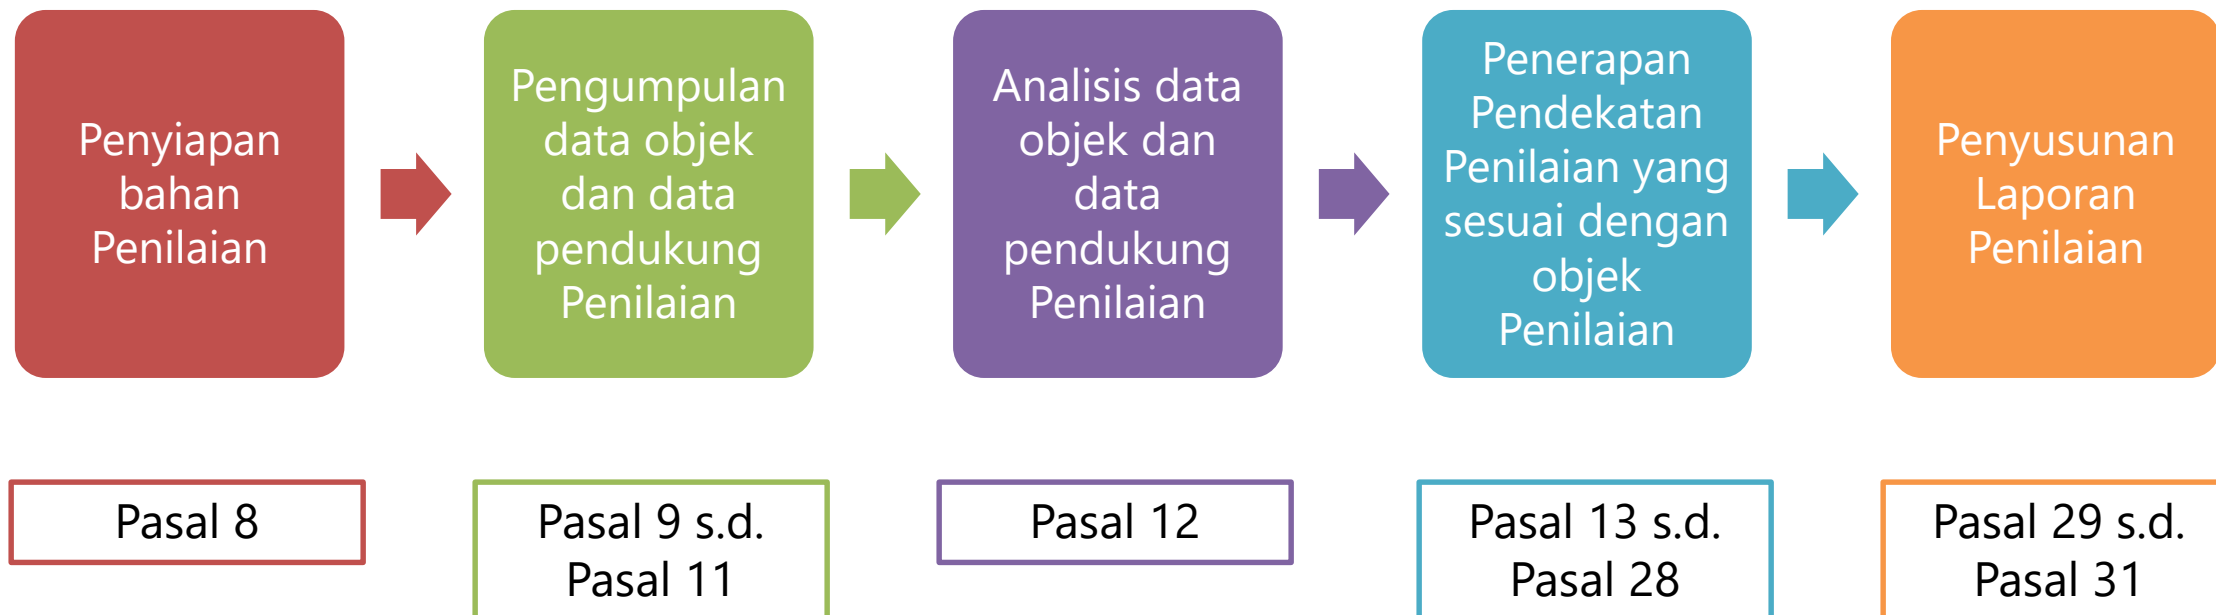 Penyiapan
bahan
Penilaian
Pengumpulan
data objek
dan data
pendukung
Penilaian
Analisis data
objek dan
data
pendukung
Penilaian
Penerapan
Pendekatan
Penilaian yang
sesuai dengan
objek
Penilaian
Penyusunan
Laporan
Penilaian
Pasal 8
Pasal 9 s.d.
Pasal 11
Pasal 12
Pasal 13 s.d.
Pasal 28
Pasal 29 s.d.
Pasal 31